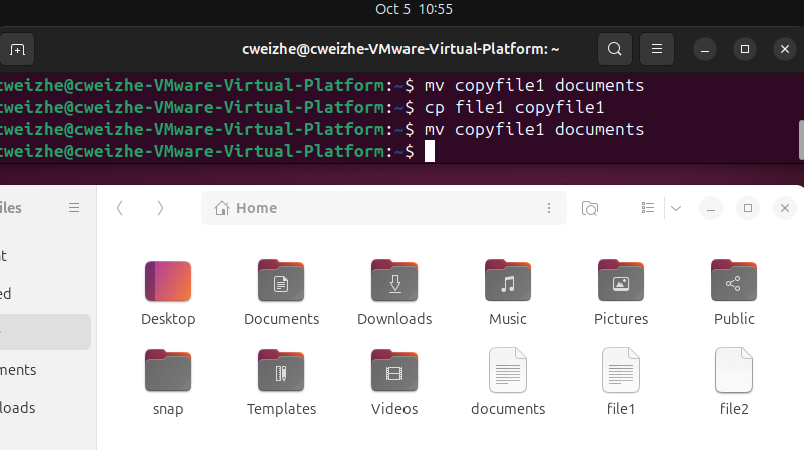 Oct 5 10:55
cweizhe@cweizhe-VMware-Virtual-Platform: ~
cweizhe@cweizhe-VMware-Virtual-Platform:~$ mv copyfile1 documents
cweizhe@cweizhe-VMware-Virtual-Platform:~$ cp file1 copyfile1
cweizhe@cweizhe-VMware-Virtual-Platform:~$ mv copyfile1 documents
cweizhe@cweizhe-VMware-Virtual-Platform:~$
iles
Home
nt
ed
ments
loads
Desktop
Documents
Downloads
Music
Pictures
Public
snap
Templates
Videos
documents
file1
file2